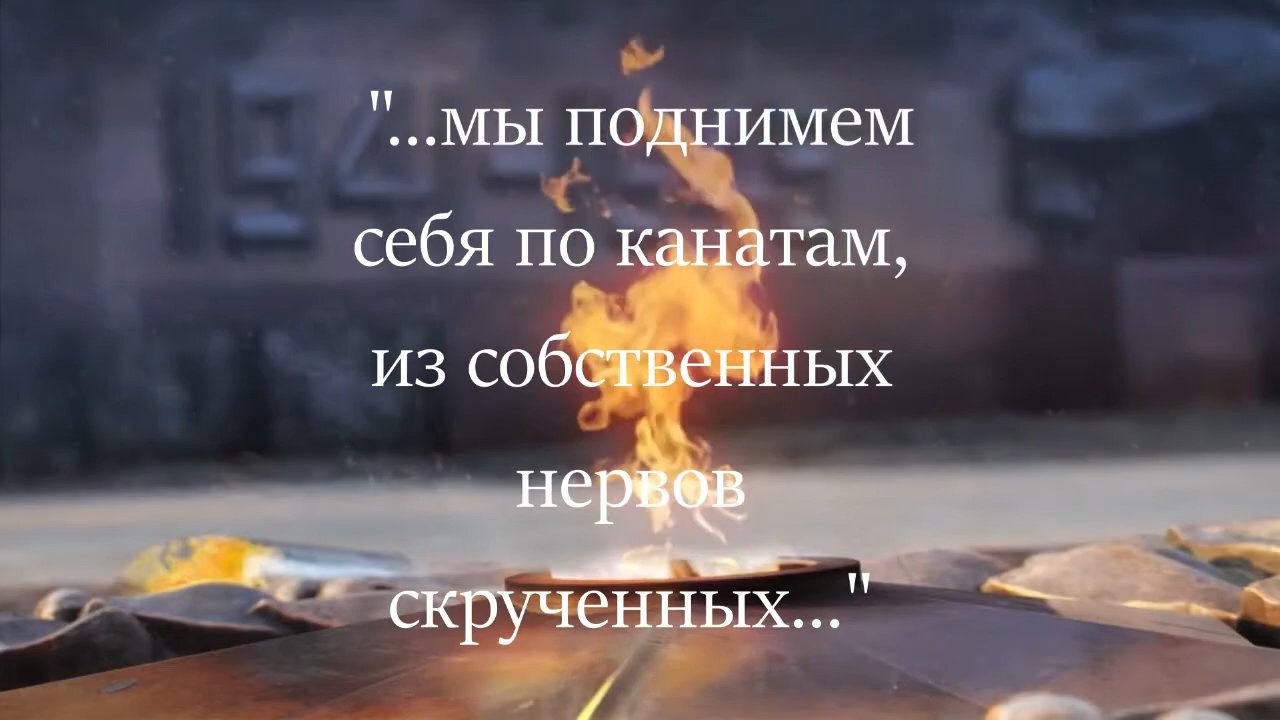 "...мы поднимем
себя по канатам,
из собственных
нервов
скрученных..."